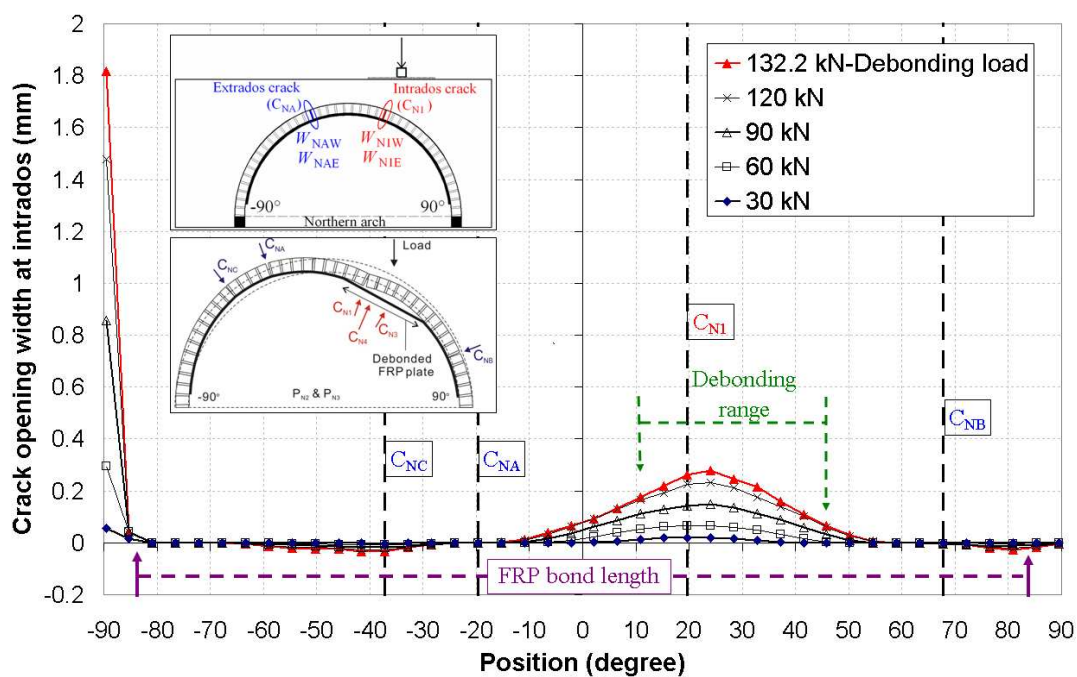 Crack opening width at intrados (mm)
2
1.8
1.6
1.4
1.2
1
0.8
0.6
0.4
0.2
0
-0.2
-90
-80
-70
-60
-50
-40
-30
-20
-10
0
10
20
30
40
50
60
70
80
90
Position (degree)
132.2 kN-Debonding load
120 kN
90 kN
60 kN
30 kN
Extrados crack
(CNA)
Intrados crack
(CN1)
WNAW
WNAE
WN1W
WN1E
-90°
90°
Northern arch
CNC
CNA
Load
CN1
CN4
CN3
CNB
Debonded
FRP plate
-90°
PN2 & PN3
90°
CNC
CNA
CN1
Debonding
range
CNB
FRP bond length